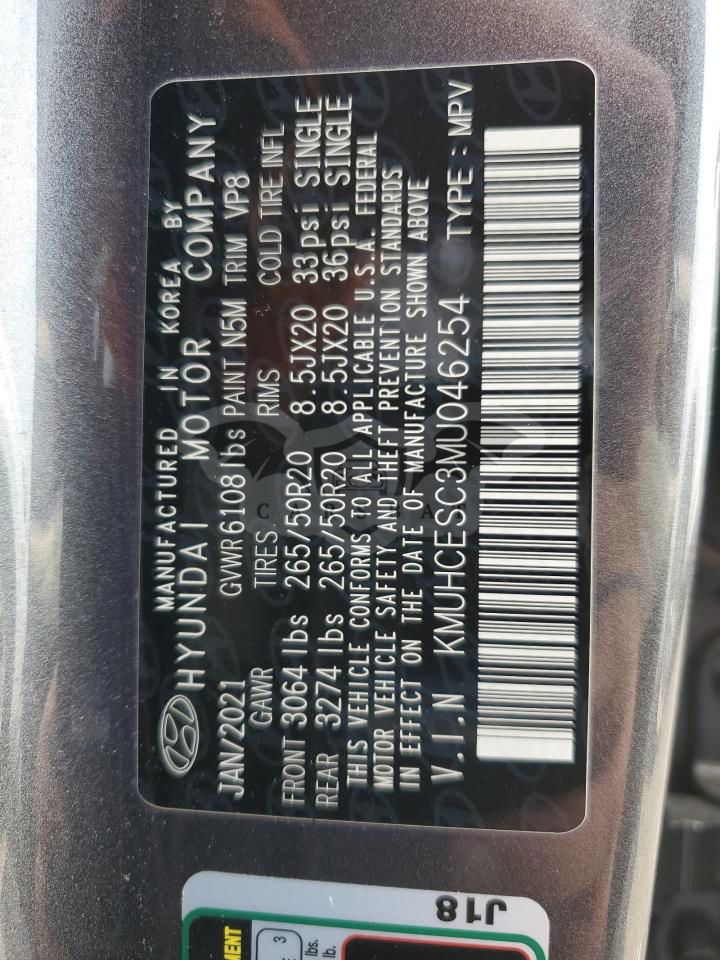 MANUFACTURED IN KOREA BY
HYUNDAI MOTOR COMPANY
JAN/2021 GVWR 6108 lbs PAINT N5M TRIM VP8
GAWR TIRES RIMS COLD TIRE INFL
FRONT 3064 lbs 265/50R20 8.5JX20 33psi SINGLE
REAR 3274 lbs 265/50R20 8.5JX20 36psi SINGLE
THIS VEHICLE CONFORMS TO ALL APPLICABLE U.S.A. FEDERAL
MOTOR VEHICLE SAFETY AND THEFT PREVENTION STANDARDS
IN EFFECT ON THE DATE OF MANUFACTURE SHOWN ABOVE
V.I.N KMUHCESC3MU046254 TYPE : MPV
J18
3
lbs.
lb.